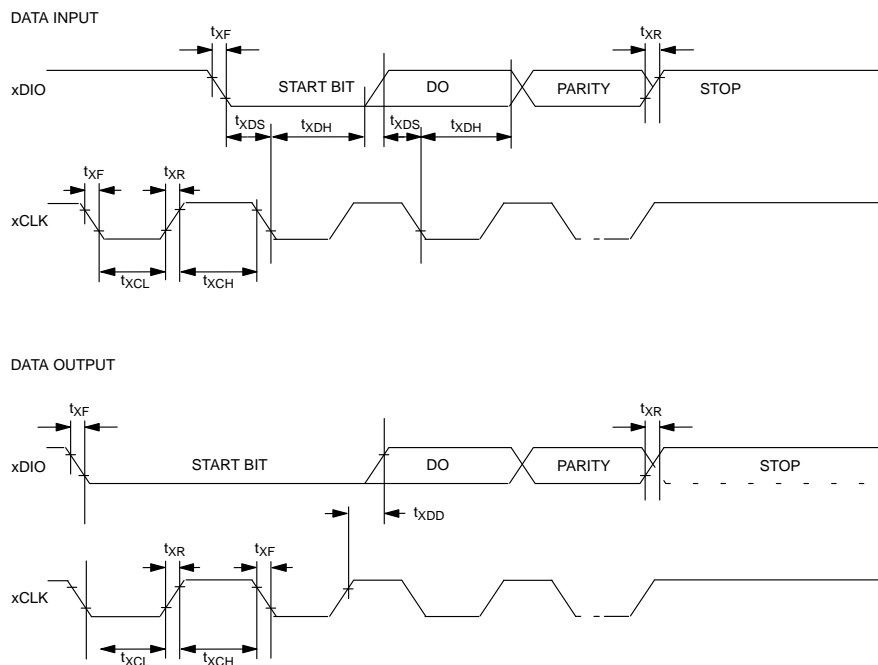 DATA INPUT
tXF
tXR
xDIO
START BIT
DO
PARITY
STOP
tXDS
tXDH
tXDS
tXDH
tXF
tXR
xCLK
tXCL
tXCH
DATA OUTPUT
tXF
tXR
xDIO
START BIT
DO
PARITY
STOP
tXDD
tXR
tXF
xCLK
tXCL
tXCH